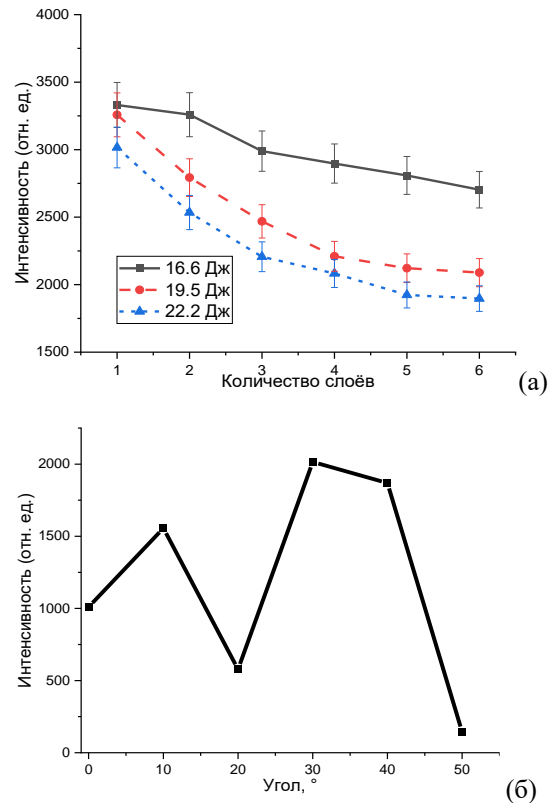 4000
3500
3000
2500
2000
1500
Интенсивность (отн. ед.)
16.6 Дж
19.5 Дж
22.2 Дж
1 2 3 4 5 6
Количество слоёв
(а)
2000
1500
1000
500
0
Интенсивность (отн. ед.)
0 10 20 30 40 50
Угол, °
(б)